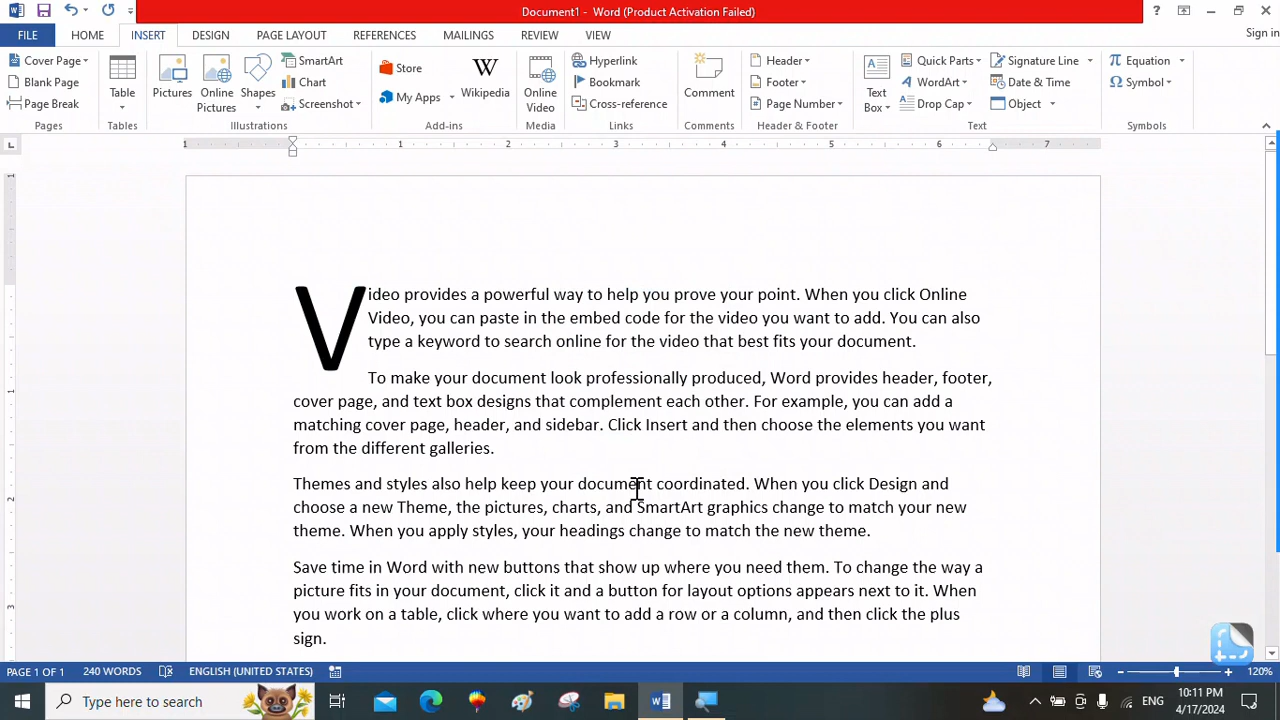 Document1 - Word (Product Activation Failed)
?
Sign in
FILE HOME INSERT DESIGN PAGE LAYOUT REFERENCES MAILINGS REVIEW VIEW
Cover Page
Blank Page
Page Break
Pages
Table
Tables
Pictures
Online Pictures
Shapes
SmartArt
Chart
Screenshot
Illustrations
Store
My Apps
W
Wikipedia
Add-ins
Online Video
Media
Hyperlink
Bookmark
Cross-reference
Links
Comment
Comments
Header
Footer
Page Number
Header & Footer
Text Box
Quick Parts
WordArt
Drop Cap
Signature Line
Date & Time
Object
Text
Equation
Symbol
Symbols
1 1 2 3 4 5 6 7
1
1
2
3
Video provides a powerful way to help you prove your point. When you click Online
Video, you can paste in the embed code for the video you want to add. You can also
type a keyword to search online for the video that best fits your document.
To make your document look professionally produced, Word provides header, footer,
cover page, and text box designs that complement each other. For example, you can add a
matching cover page, header, and sidebar. Click Insert and then choose the elements you want
from the different galleries.
Themes and styles also help keep your document coordinated. When you click Design and
choose a new Theme, the pictures, charts, and SmartArt graphics change to match your new
theme. When you apply styles, your headings change to match the new theme.
Save time in Word with new buttons that show up where you need them. To change the way a
picture fits in your document, click it and a button for layout options appears next to it. When
you work on a table, click where you want to add a row or a column, and then click the plus
sign.
PAGE 1 OF 1 240 WORDS ENGLISH (UNITED STATES) 120%
Type here to search
ENG
10:11 PM
4/17/2024